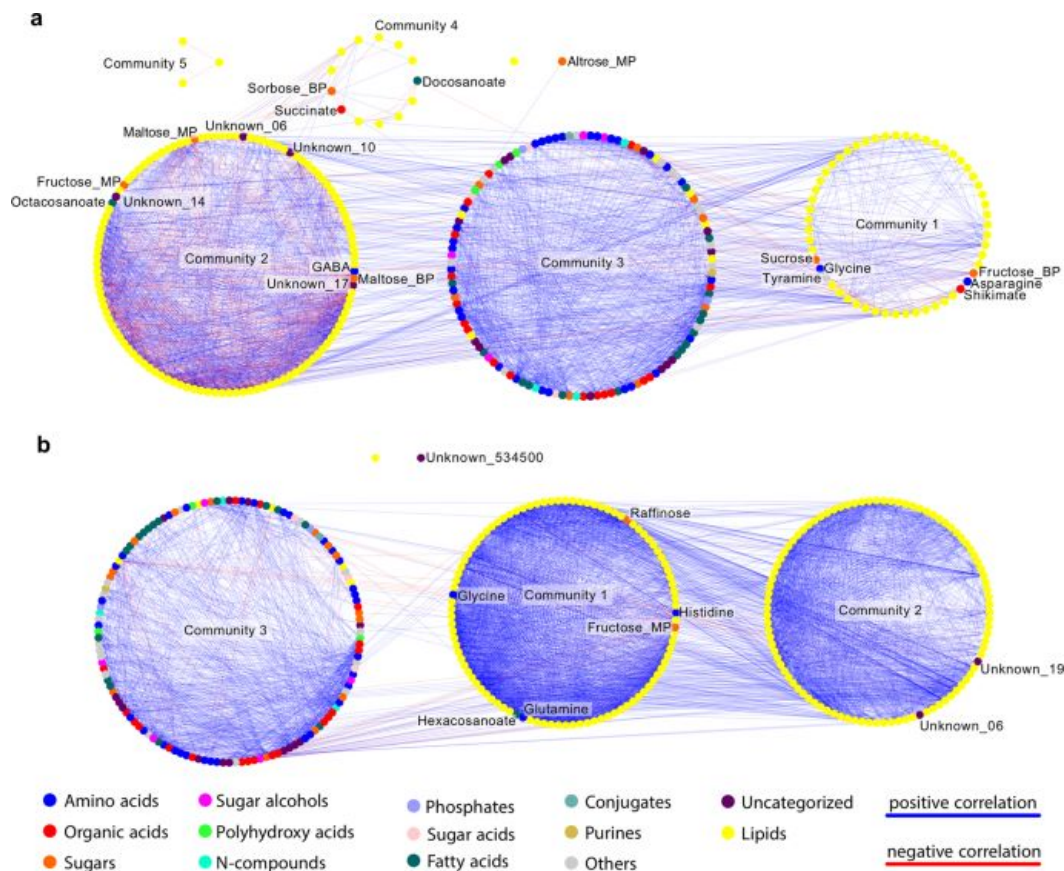 a
Community 4
Community 5
Altrose_MP
Docosanoate
Sorbose_BP
Succinate
Unknown_06
Maltose_MP
Unknown_10
Fructose_MP
Octacosanoate
Unknown_14
Community 1
Community 2
Community 3
GABA
Maltose_BP
Unknown_17
Sucrose
Glycine
Tyramine
Fructose_BP
Asparagine
Shikimate
b
Unknown_534500
Raffinose
Glycine
Community 1
Histidine
Community 2
Fructose_MP
Community 3
Unknown_19
Glutamine
Hexacosanoate
Unknown_06
Amino acids
Sugar alcohols
Phosphates
Conjugates
Uncategorized
positive correlation
Organic acids
Polyhydroxy acids
Sugar acids
Purines
Lipids
Sugars
N-compounds
Fatty acids
Others
negative correlation